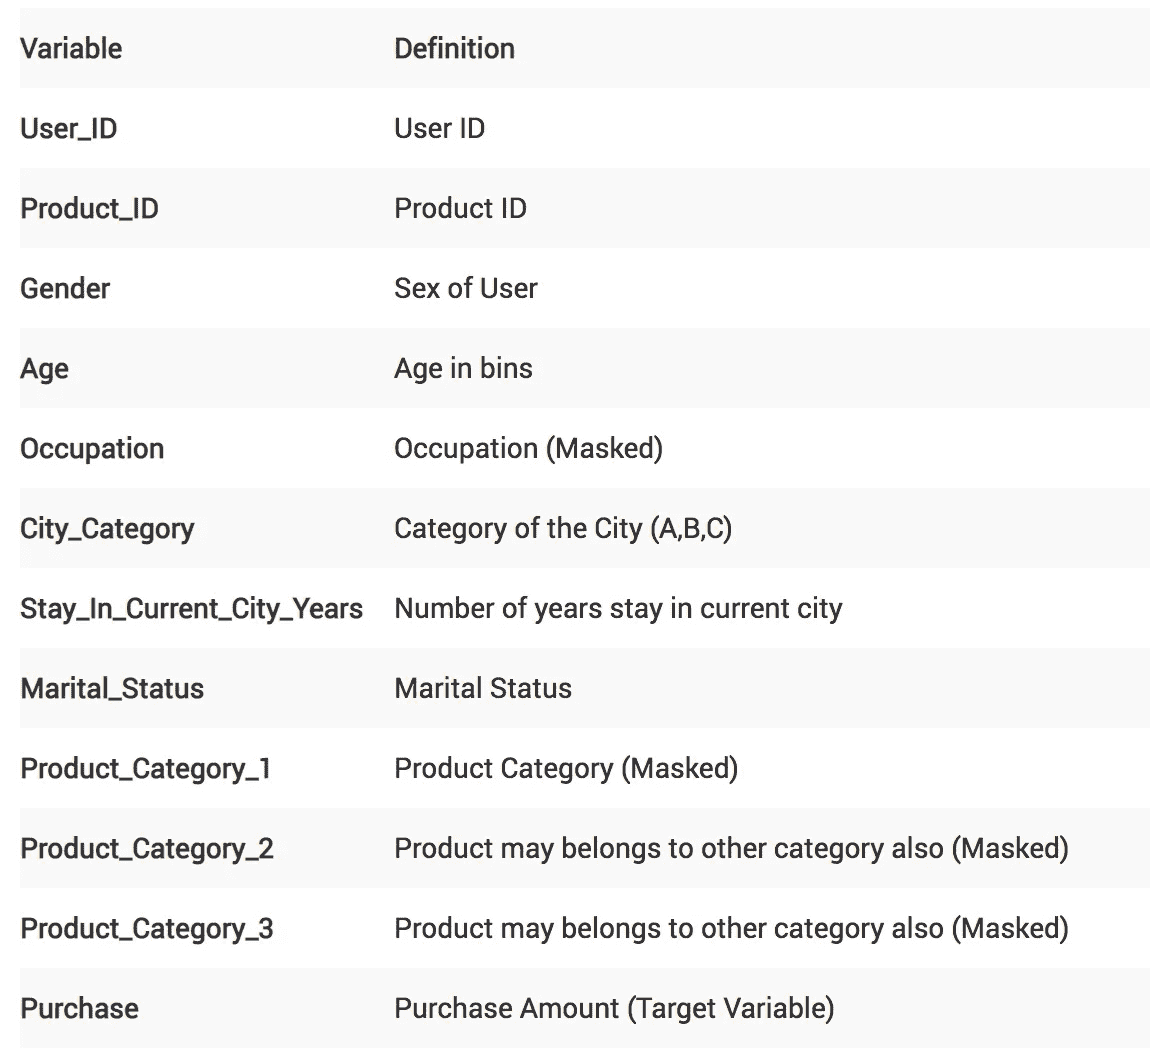 Variable Definition
User_ID User ID
Product_ID Product ID
Gender Sex of User
Age Age in bins
Occupation Occupation (Masked)
City_Category Category of the City (A,B,C)
Stay_In_Current_City_Years Number of years stay in current city
Marital_Status Marital Status
Product_Category_1 Product Category (Masked)
Product_Category_2 Product may belongs to other category also (Masked)
Product_Category_3 Product may belongs to other category also (Masked)
Purchase Purchase Amount (Target Variable)